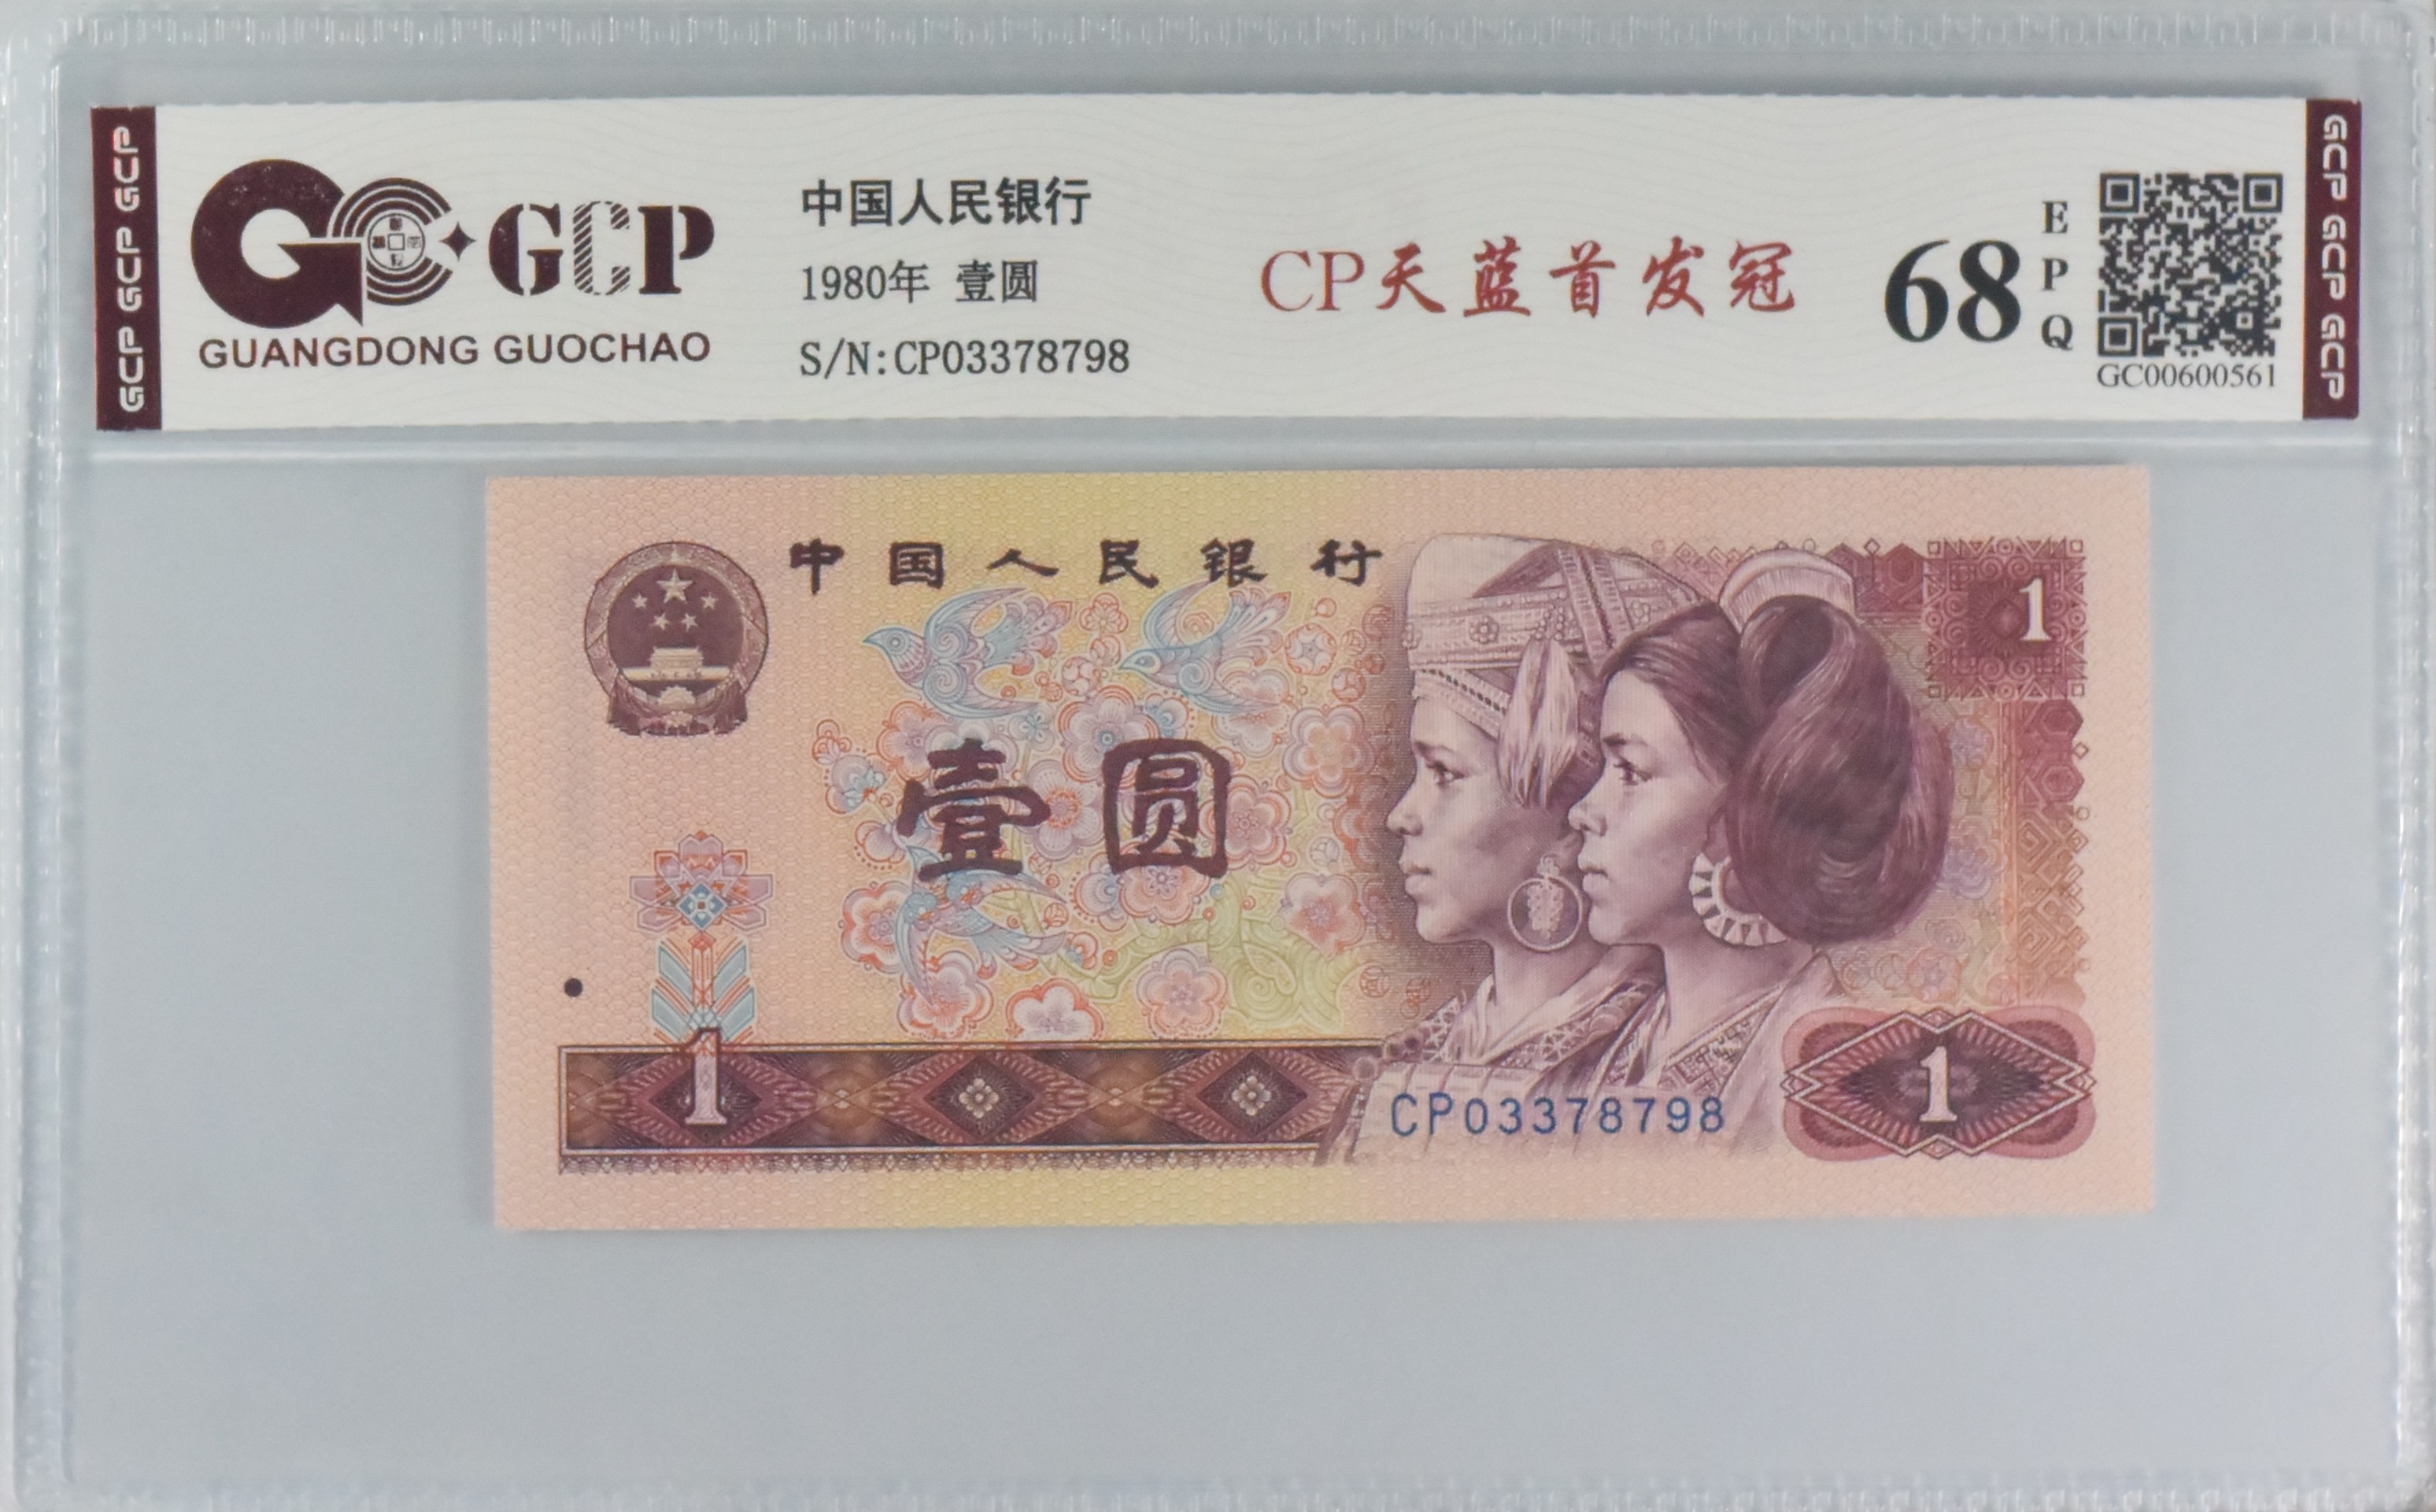 GCP GCP GCP
GCP
GUANGDONG GUOCHAO
中国人民银行
1980年 壹圆
S/N:CP03378798
CP天蓝首发冠
68
E
P
Q
GC00600561
GCP GCP GCP
中国人民银行
1
壹圆
1
CP03378798
1